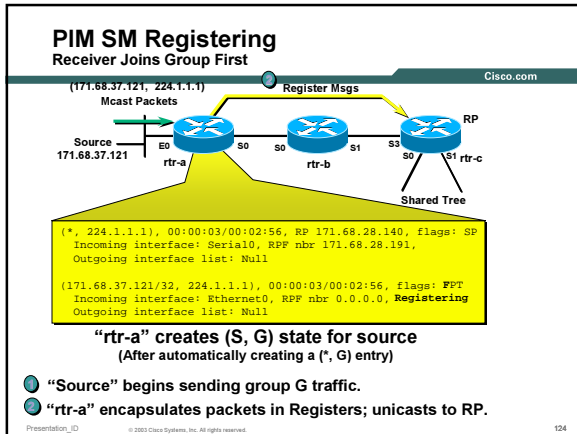 PIM SM Registering
Receiver Joins Group First
Cisco.com
(171.68.37.121, 224.1.1.1)
Mcast Packets
2
Register Msgs
RP
Source
171.68.37.121
E0
rtr-a
S0
S0
rtr-b
S1
S3
S0
S1
rtr-c
Shared Tree
(*, 224.1.1.1), 00:00:03/00:02:56, RP 171.68.28.140, flags: SP
Incoming interface: Serial0, RPF nbr 171.68.28.191,
Outgoing interface list: Null
(171.68.37.121/32, 224.1.1.1), 00:00:03/00:02:56, flags: FPT
Incoming interface: Ethernet0, RPF nbr 0.0.0.0, Registering
Outgoing interface list: Null
“rtr-a” creates (S, G) state for source
(After automatically creating a (*, G) entry)
1 “Source” begins sending group G traffic.
2 “rtr-a” encapsulates packets in Registers; unicasts to RP.
Presentation_ID
© 2003 Cisco Systems, Inc. All rights reserved.
124